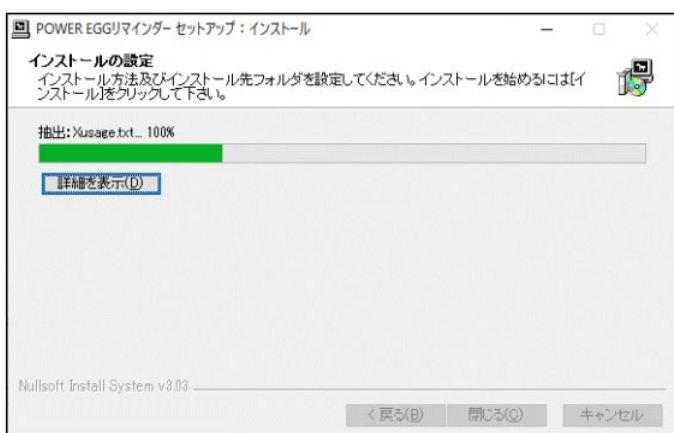 POWER EGGリマインダー セットアップ：インストール
インストールの設定
インストール方法及びインストール先フォルダを設定してください。インストールを始めるには[イ
ンストール]をクリックして下さい。
抽出: Xusage.txt... 100%
詳細を表示(D)
Nullsoft Install System v3.03
< 戻る(B)
閉じる(C)
キャンセル